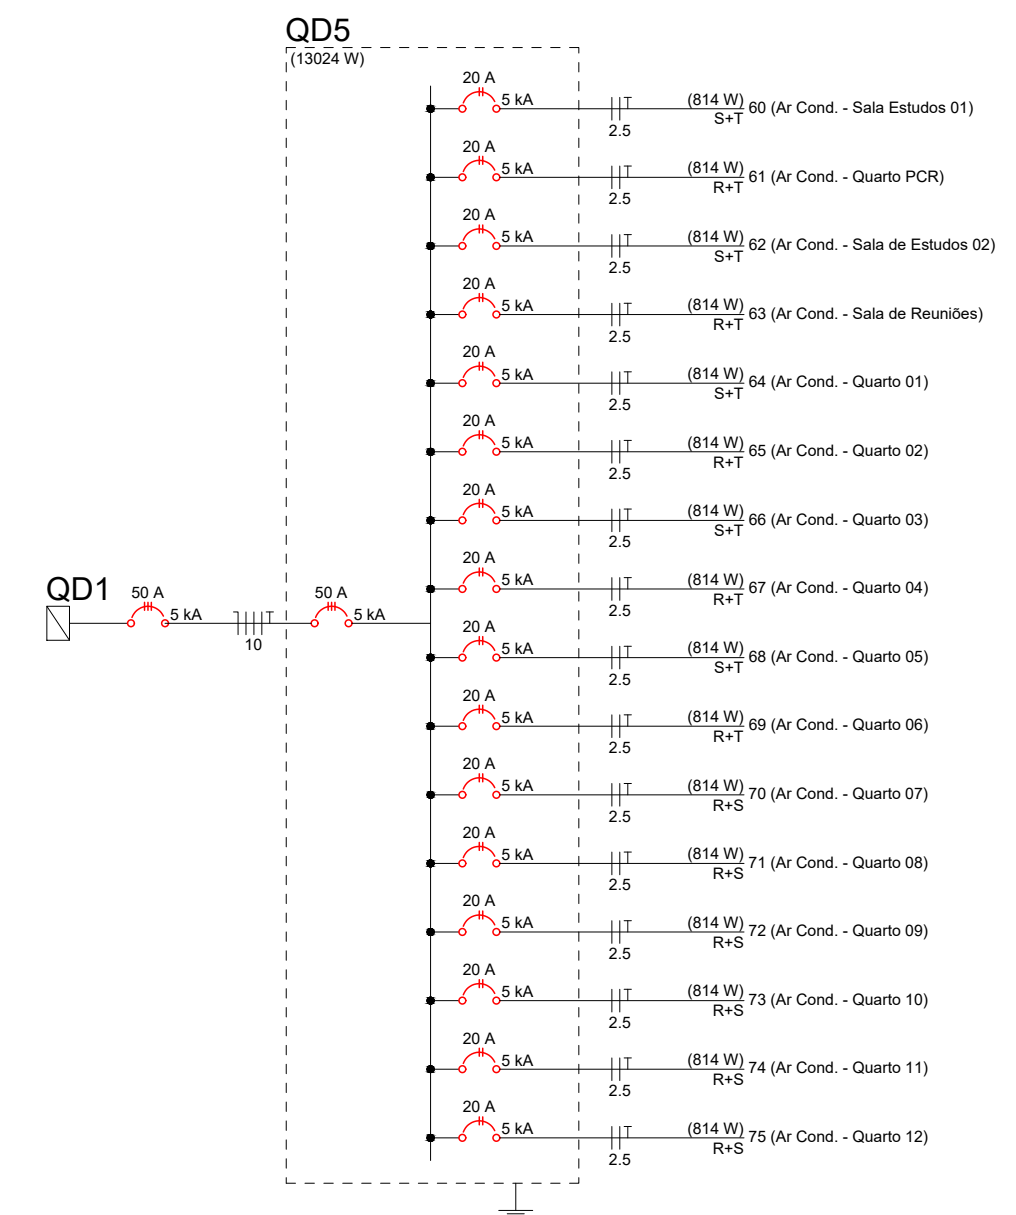 QD5
(13024 W)
20 A
5 kA
T
2.5
(814 W)
S+T
60 (Ar Cond. - Sala Estudos 01)
20 A
5 kA
T
2.5
(814 W)
R+T
61 (Ar Cond. - Quarto PCR)
20 A
5 kA
T
2.5
(814 W)
S+T
62 (Ar Cond. - Sala de Estudos 02)
20 A
5 kA
T
2.5
(814 W)
R+T
63 (Ar Cond. - Sala de Reuniões)
20 A
5 kA
T
2.5
(814 W)
S+T
64 (Ar Cond. - Quarto 01)
20 A
5 kA
T
2.5
(814 W)
R+T
65 (Ar Cond. - Quarto 02)
20 A
5 kA
T
2.5
(814 W)
S+T
66 (Ar Cond. - Quarto 03)
20 A
5 kA
T
2.5
(814 W)
R+T
67 (Ar Cond. - Quarto 04)
QD1
50 A
5 kA
T
10
50 A
5 kA
20 A
5 kA
T
2.5
(814 W)
S+T
68 (Ar Cond. - Quarto 05)
20 A
5 kA
T
2.5
(814 W)
R+T
69 (Ar Cond. - Quarto 06)
20 A
5 kA
T
2.5
(814 W)
R+S
70 (Ar Cond. - Quarto 07)
20 A
5 kA
T
2.5
(814 W)
R+S
71 (Ar Cond. - Quarto 08)
20 A
5 kA
T
2.5
(814 W)
R+S
72 (Ar Cond. - Quarto 09)
20 A
5 kA
T
2.5
(814 W)
R+S
73 (Ar Cond. - Quarto 10)
20 A
5 kA
T
2.5
(814 W)
R+S
74 (Ar Cond. - Quarto 11)
20 A
5 kA
T
2.5
(814 W)
R+S
75 (Ar Cond. - Quarto 12)